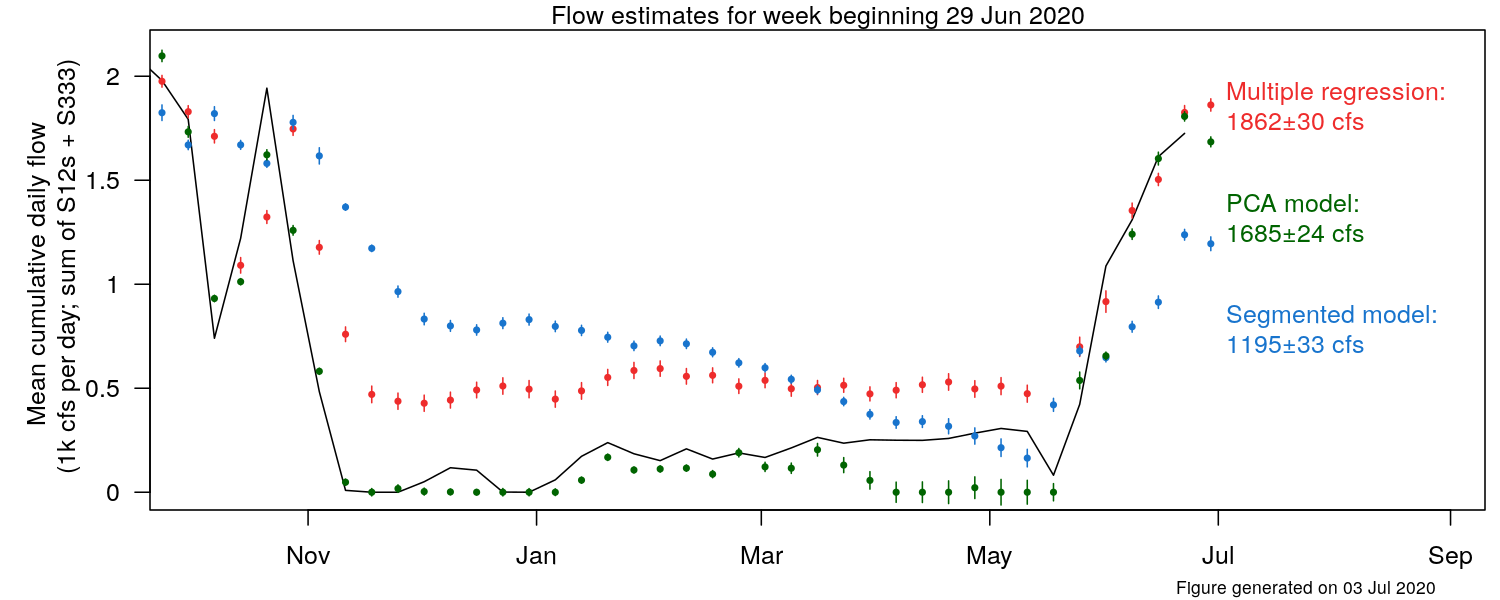 Flow estimates for week beginning 29 Jun 2020
Mean cumulative daily flow
(1k cfs per day; sum of S12s + S333)
2
1.5
1
0.5
0
Multiple regression:
1862±30 cfs
PCA model:
1685±24 cfs
Segmented model:
1195±33 cfs
Nov Jan Mar May Jul Sep
Figure generated on 03 Jul 2020